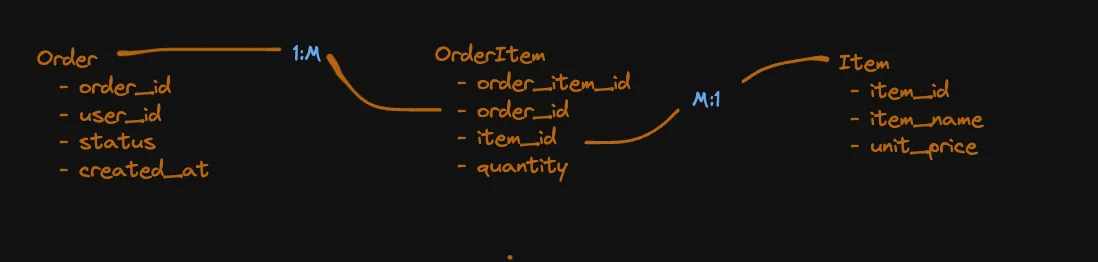 Order
- order_id
- user_id
- status
- created_at
1:M
OrderItem
- order_item_id
- order_id
- item_id
- quantity
M:1
Item
- item_id
- item_name
- unit_price